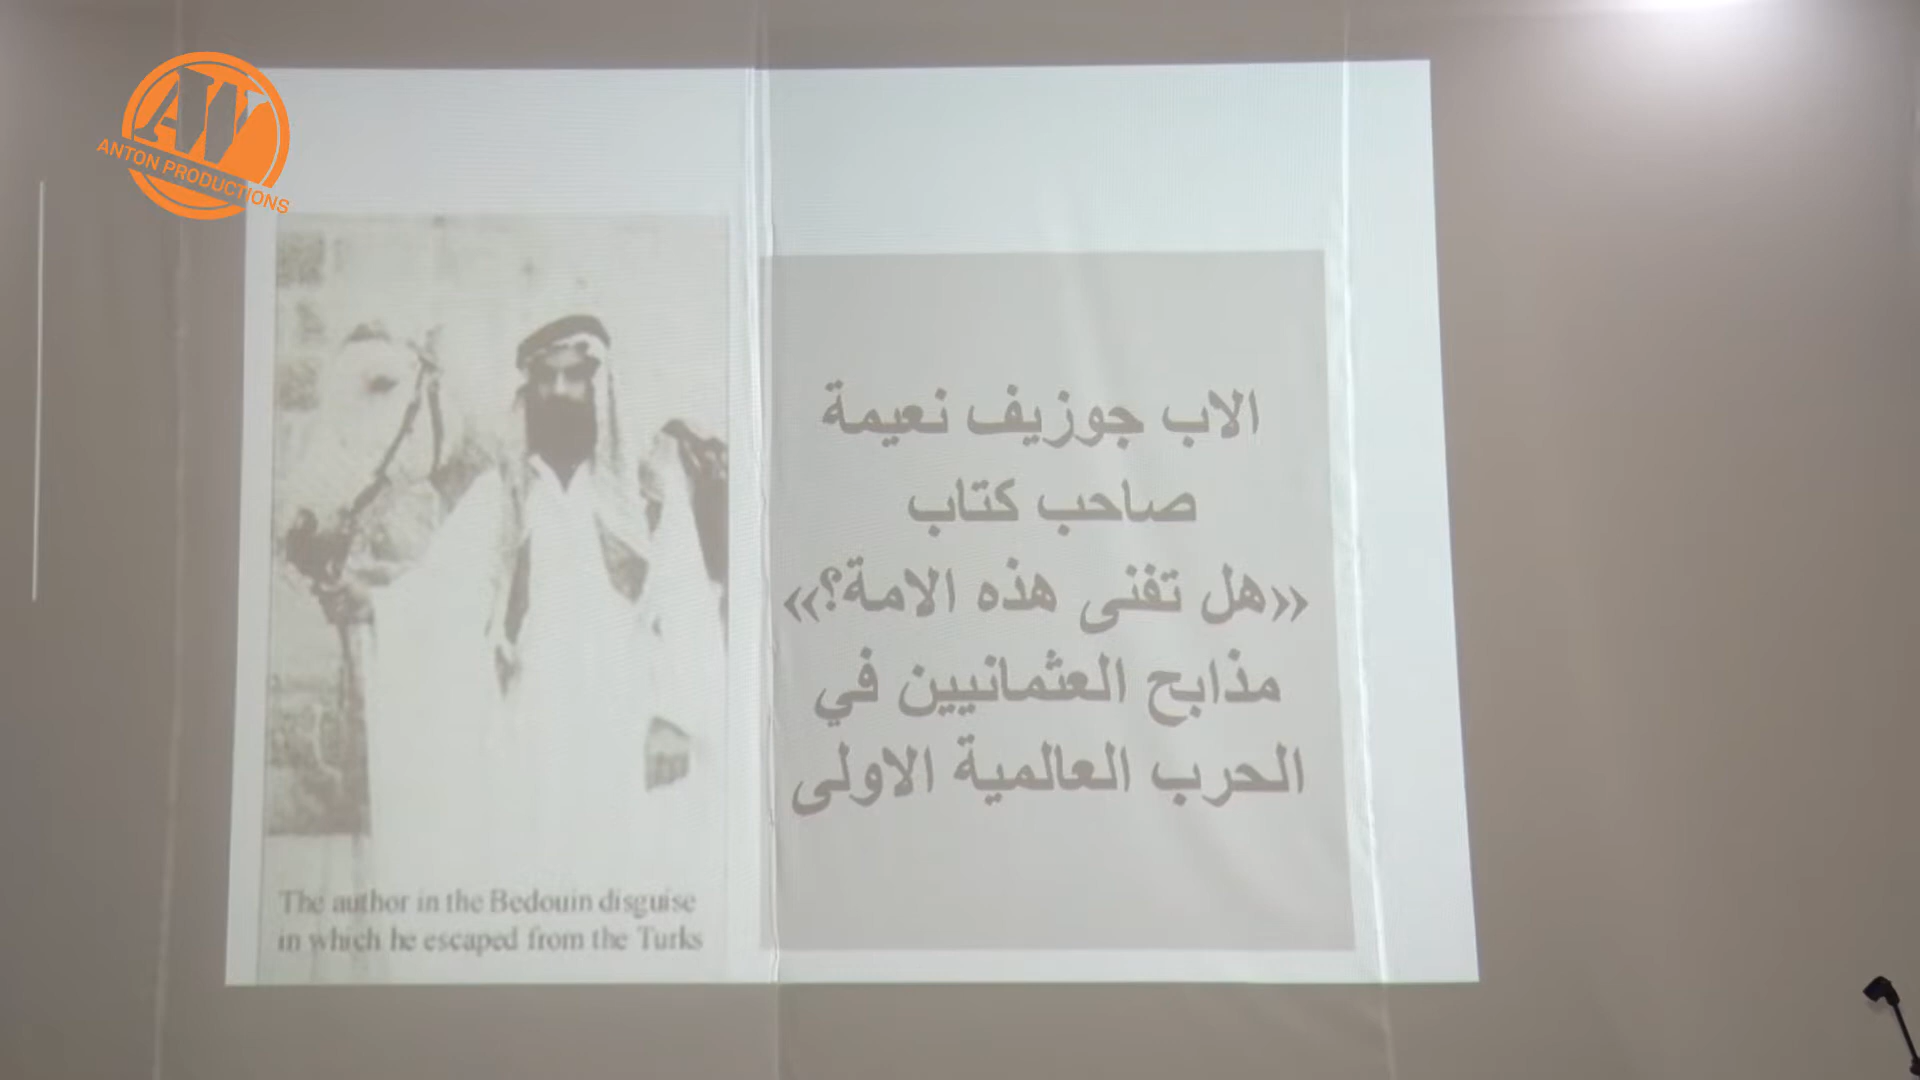 AW
ANTON PRODUCTIONS
الاب جوزيف نعيمة
صاحب كتاب
«هل تفنى هذه الامة؟»
مذابح العثمانيين في
الحرب العالمية الاولى
The author in the Bedouin disguise
in which he escaped from the Turks